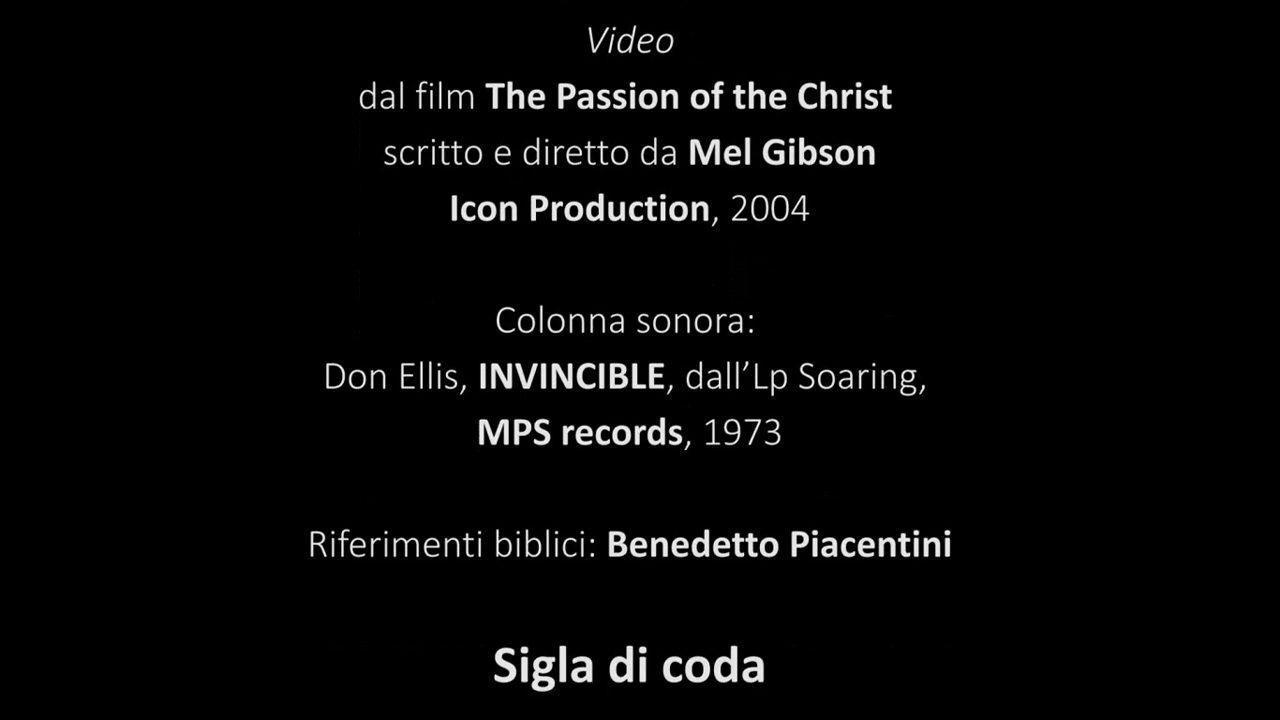 Video
dal film The Passion of the Christ
scritto e diretto da Mel Gibson
Icon Production, 2004
Colonna sonora:
Don Ellis, INVINCIBLE, dall’Lp Soaring,
MPS records, 1973
Riferimenti biblici: Benedetto Piacentini
Sigla di coda